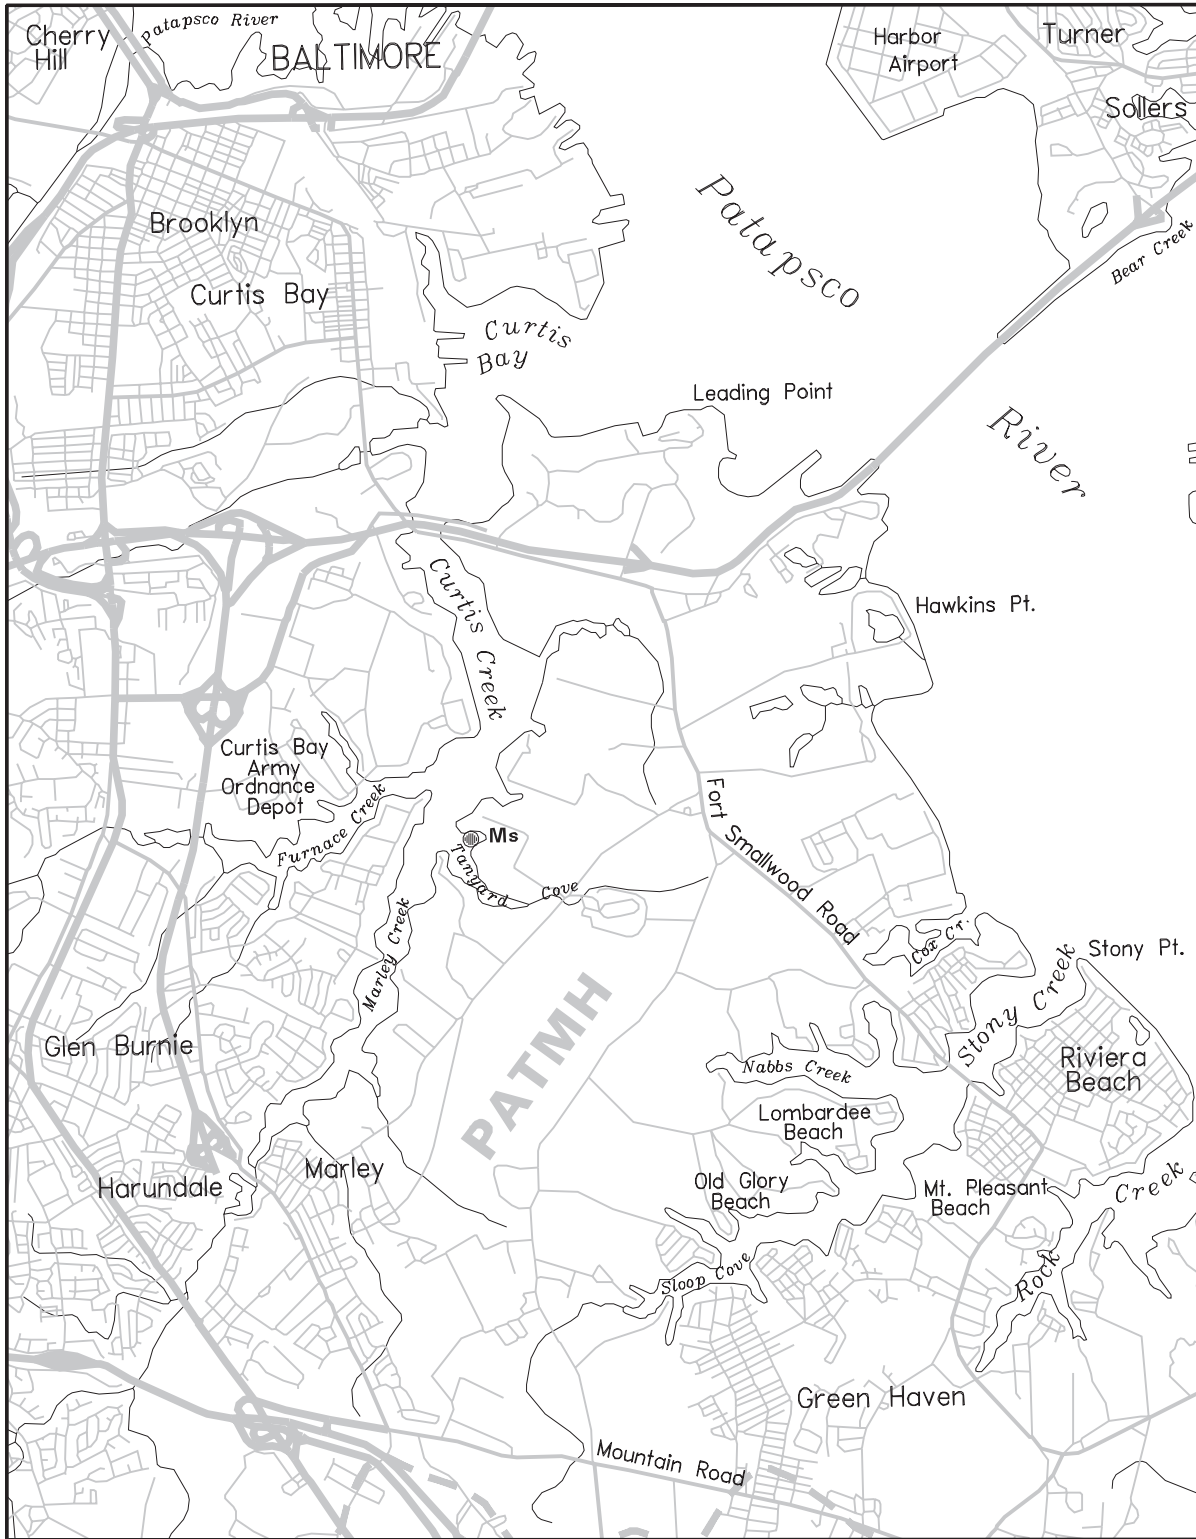 Patapsco River
Cherry
Hill
BALTIMORE
Harbor
Airport
Turner
Sollers
Patapsco
River
Bear Creek
Brooklyn
Curtis Bay
Curtis
Bay
Leading Point
Hawkins Pt.
Curtis Creek
Curtis Bay
Army
Ordnance
Depot
Furnace Creek
Ms
Tanyard Cove
Fort Smallwood Road
Marley Creek
Cox Cr.
Stony Pt.
Stony Creek
PATMH
Glen Burnie
Nabbs Creek
Riviera
Beach
Lombardee
Beach
Marley
Harundale
Old Glory
Beach
Mt. Pleasant
Beach
Rock Creek
Sloop Cove
Green Haven
Mountain Road